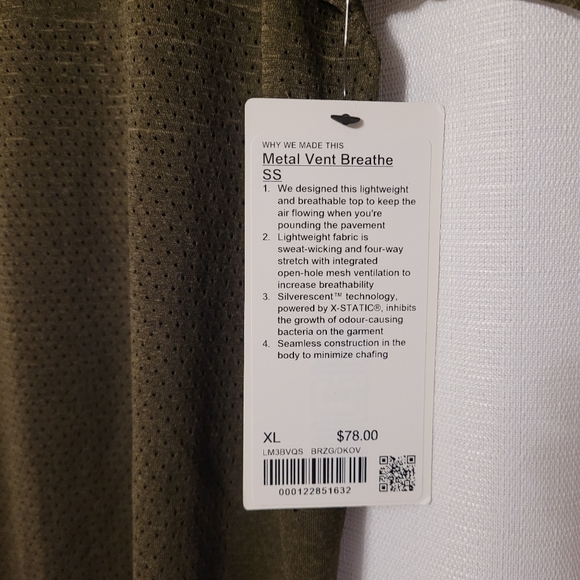 WHY WE MADE THIS
Metal Vent Breathe
SS
1. We designed this lightweight
and breathable top to keep the
air flowing when you're
pounding the pavement
2. Lightweight fabric is
sweat-wicking and four-way
stretch with integrated
open-hole mesh ventilation to
increase breathability
3. Silverescent™ technology,
powered by X-STATIC®, inhibits
the growth of odour-causing
bacteria on the garment
4. Seamless construction in the
body to minimize chafing
XL $78.00
LM3BVQS BRZG/DKOV
000122851632